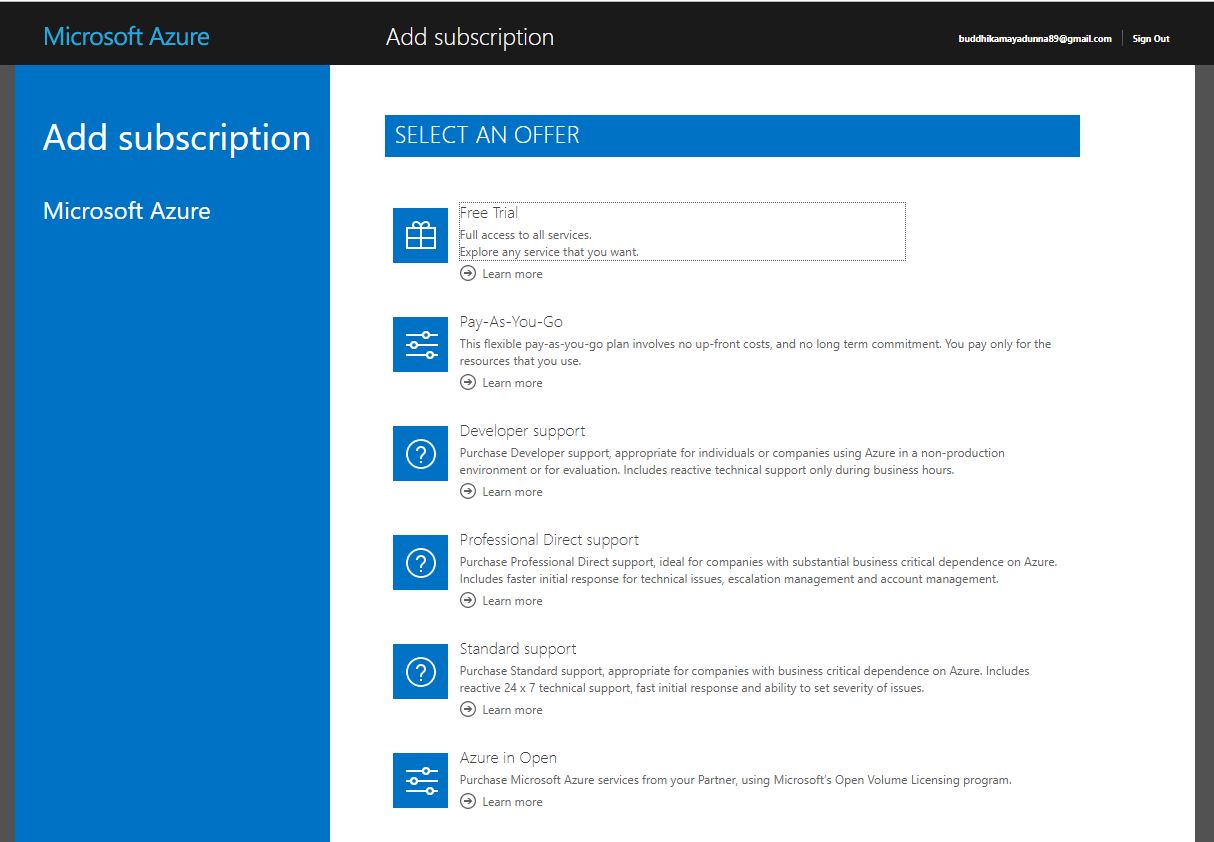 Microsoft Azure
Add subscription
buddhikamayadunna89@gmail.com
Sign Out
Add subscription
Microsoft Azure
SELECT AN OFFER
Free Trial
Full access to all services.
Explore any service that you want.
Learn more
Pay-As-You-Go
This flexible pay-as-you-go plan involves no up-front costs, and no long term commitment. You pay only for the
resources that you use.
Learn more
Developer support
Purchase Developer support, appropriate for individuals or companies using Azure in a non-production
environment or for evaluation. Includes reactive technical support only during business hours.
Learn more
Professional Direct support
Purchase Professional Direct support, ideal for companies with substantial business critical dependence on Azure.
Includes faster initial response for technical issues, escalation management and account management.
Learn more
Standard support
Purchase Standard support, appropriate for companies with business critical dependence on Azure. Includes
reactive 24 x 7 technical support, fast initial response and ability to set severity of issues.
Learn more
Azure in Open
Purchase Microsoft Azure services from your Partner, using Microsoft's Open Volume Licensing program.
Learn more